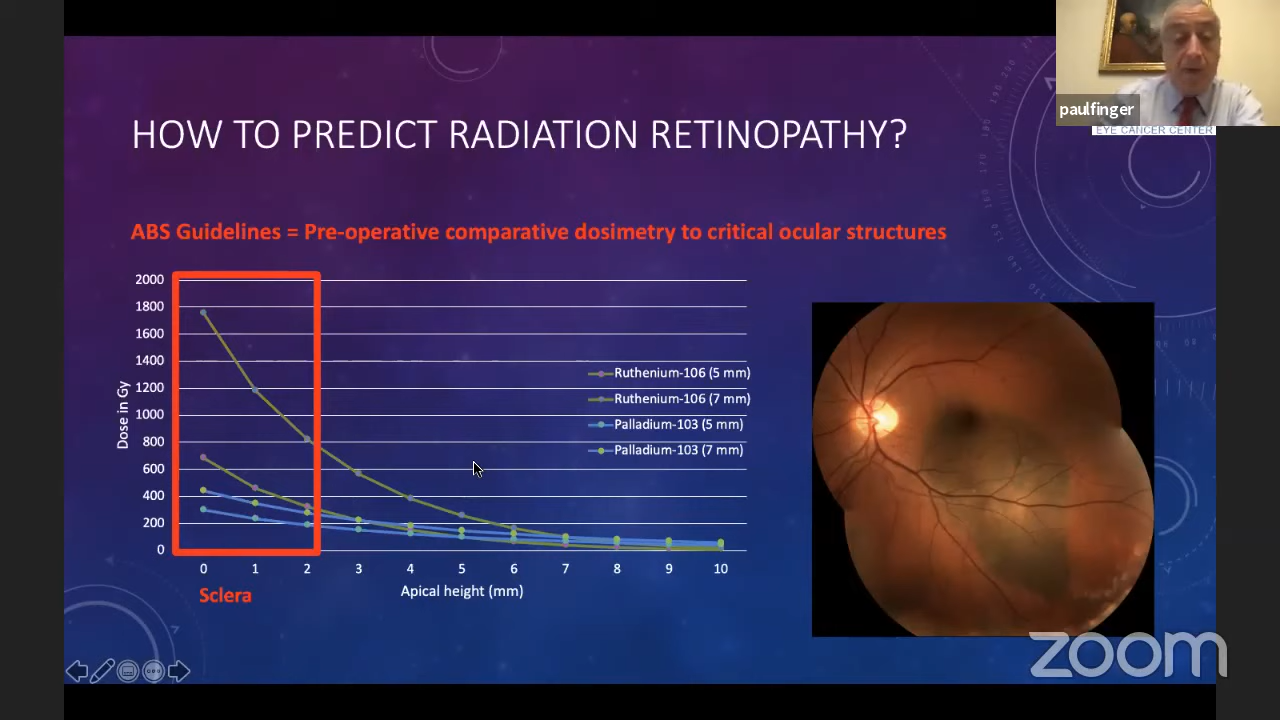 paulfinger
EYE CANCER CENTER
HOW TO PREDICT RADIATION RETINOPATHY?
ABS Guidelines = Pre-operative comparative dosimetry to critical ocular structures
2000
1800
1600
1400
1200
1000
800
600
400
200
0
Dose in Gy
Ruthenium-106 (5 mm)
Ruthenium-106 (7 mm)
Palladium-103 (5 mm)
Palladium-103 (7 mm)
0 1 2 3 4 5 6 7 8 9 10
Apical height (mm)
Sclera
zoom